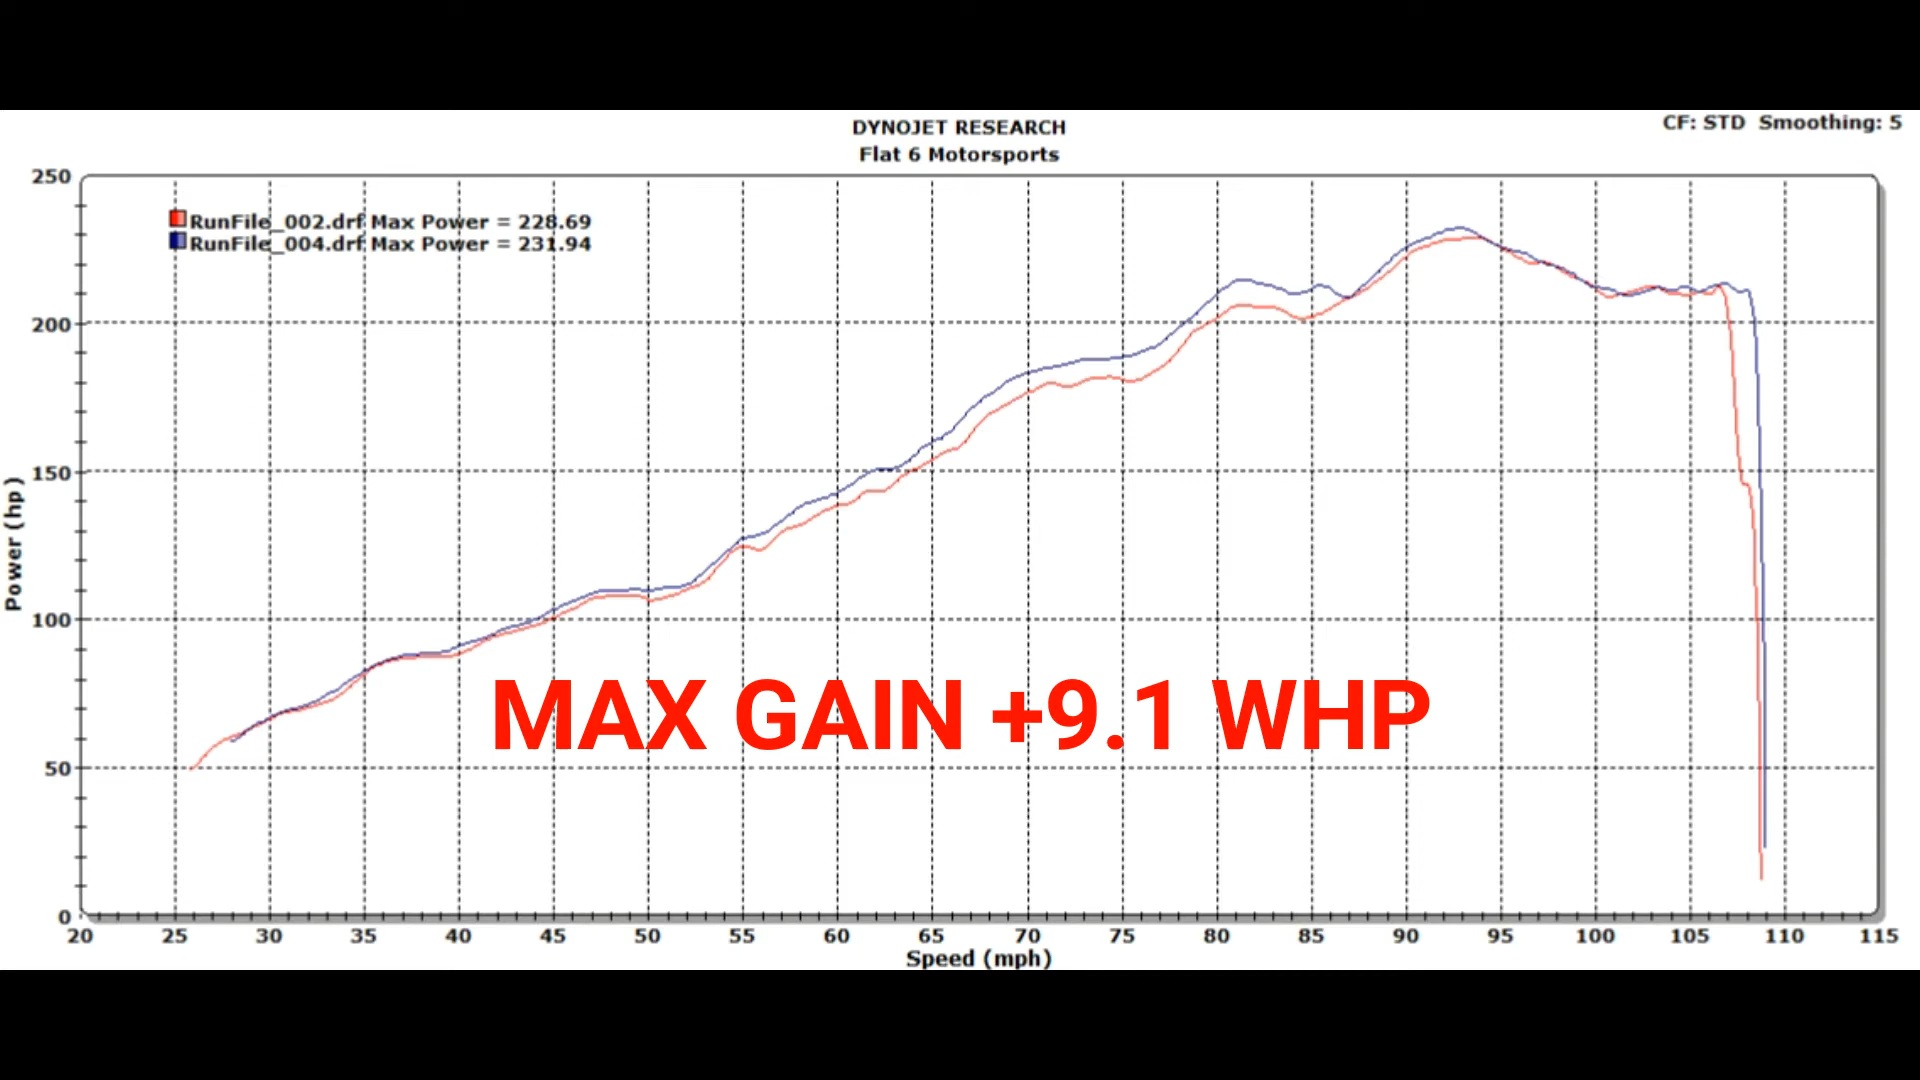 DYNOJET RESEARCH
Flat 6 Motorsports
CF: STD Smoothing: 5
RunFile_002.drf Max Power = 228.69
RunFile_004.drf Max Power = 231.94
250
200
150
100
50
0
Power (hp)
MAX GAIN +9.1 WHP
20 25 30 35 40 45 50 55 60 65 70 75 80 85 90 95 100 105 110 115
Speed (mph)